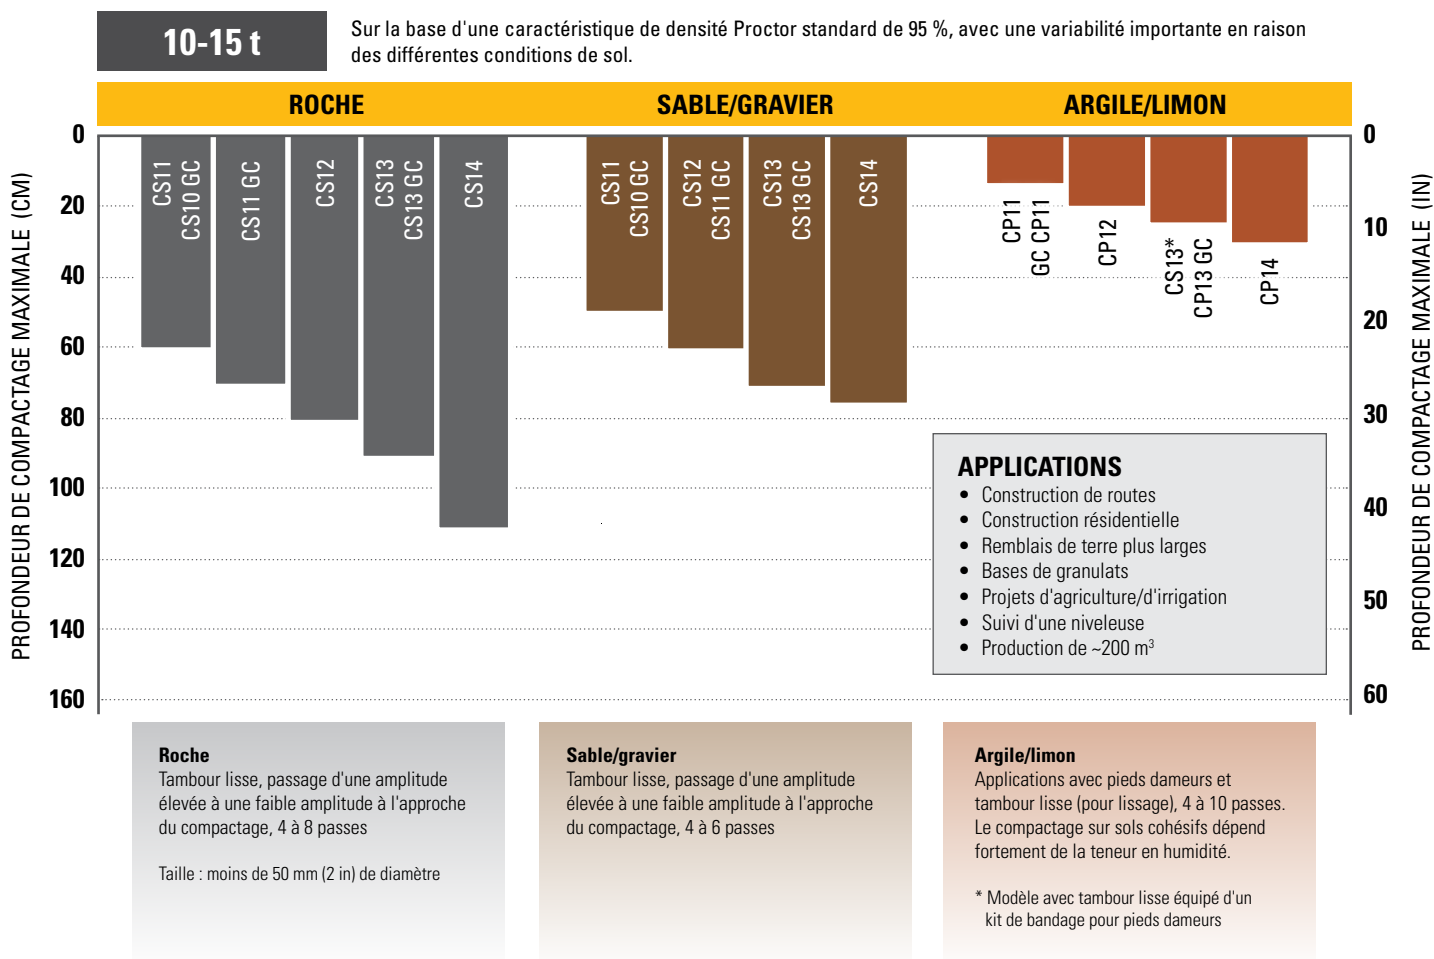 10-15 t
Sur la base d'une caractéristique de densité Proctor standard de 95 %, avec une variabilité importante en raison
des différentes conditions de sol.
ROCHE
SABLE/GRAVIER
ARGILE/LIMON
PROFONDEUR DE COMPACTAGE MAXIMALE (CM)
0
20
40
60
80
100
120
140
160
CS11
CS10 GC
CS11 GC
CS12
CS13
CS13 GC
CS14
CS11
CS10 GC
CS12
CS11 GC
CS13
CS13 GC
CS14
CP11
GC CP11
CP12
CS13*
CP13 GC
CP14
0
10
20
30
40
50
60
PROFONDEUR DE COMPACTAGE MAXIMALE (IN)
APPLICATIONS
• Construction de routes
• Construction résidentielle
• Remblais de terre plus larges
• Bases de granulats
• Projets d'agriculture/d'irrigation
• Suivi d'une niveleuse
• Production de ~200 m³
Roche
Tambour lisse, passage d'une amplitude
élevée à une faible amplitude à l'approche
du compactage, 4 à 8 passes
Taille : moins de 50 mm (2 in) de diamètre
Sable/gravier
Tambour lisse, passage d'une amplitude
élevée à une faible amplitude à l'approche
du compactage, 4 à 6 passes
Argile/limon
Applications avec pieds dameurs et
tambour lisse (pour lissage), 4 à 10 passes.
Le compactage sur sols cohésifs dépend
fortement de la teneur en humidité.
* Modèle avec tambour lisse équipé d'un
kit de bandage pour pieds dameurs